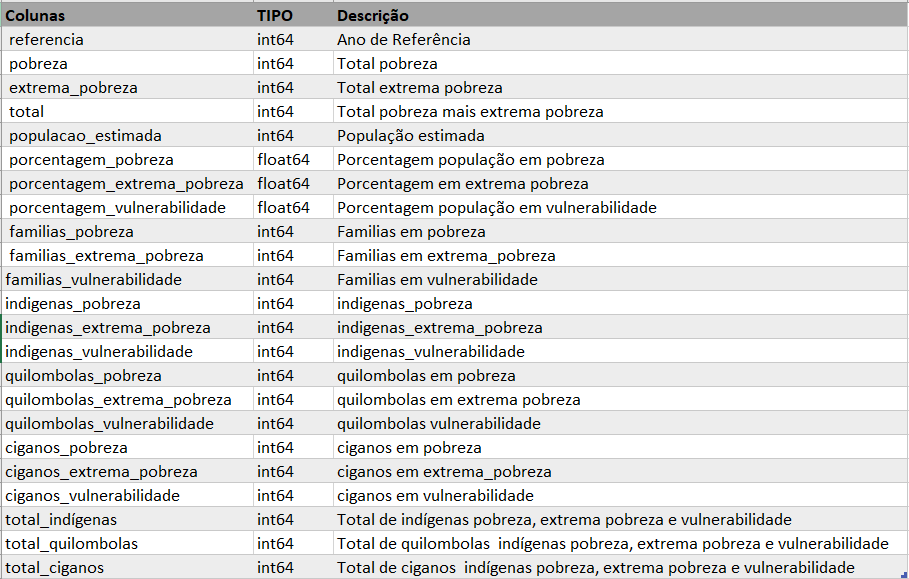 Colunas TIPO Descrição
referencia int64 Ano de Referência
pobreza int64 Total pobreza
extrema_pobreza int64 Total extrema pobreza
total int64 Total pobreza mais extrema pobreza
populacao_estimada int64 População estimada
porcentagem_pobreza float64 Porcentagem população em pobreza
porcentagem_extrema_pobreza float64 Porcentagem em extrema pobreza
porcentagem_vulnerabilidade float64 Porcentagem população em vulnerabilidade
familias_pobreza int64 Familias em pobreza
familias_extrema_pobreza int64 Familias em extrema_pobreza
familias_vulnerabilidade int64 Familias em vulnerabilidade
indigenas_pobreza int64 indigenas_pobreza
indigenas_extrema_pobreza int64 indigenas_extrema_pobreza
indigenas_vulnerabilidade int64 indigenas_vulnerabilidade
quilombolas_pobreza int64 quilombolas em pobreza
quilombolas_extrema_pobreza int64 quilombolas em extrema pobreza
quilombolas_vulnerabilidade int64 quilombolas vulnerabilidade
ciganos_pobreza int64 ciganos em pobreza
ciganos_extrema_pobreza int64 ciganos em extrema_pobreza
ciganos_vulnerabilidade int64 ciganos em vulnerabilidade
total_indígenas int64 Total de indígenas pobreza, extrema pobreza e vulnerabilidade
total_quilombolas int64 Total de quilombolas  indígenas pobreza, extrema pobreza e vulnerabilidade
total_ciganos int64 Total de ciganos  indígenas pobreza, extrema pobreza e vulnerabilidade